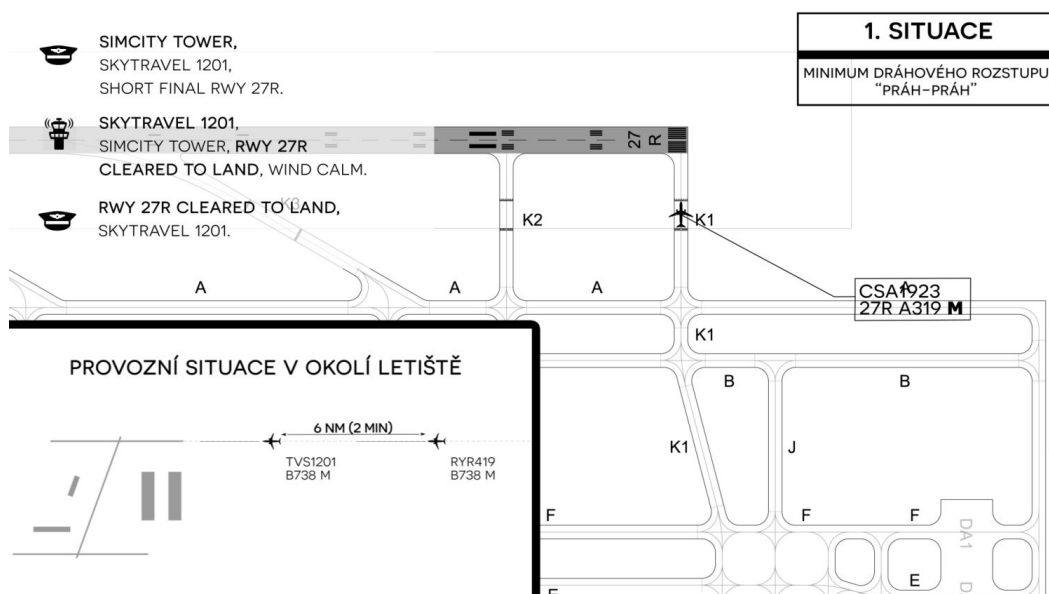 SIMCITY TOWER,
SKYTRAVEL 1201,
SHORT FINAL RWY 27R.
SKYTRAVEL 1201,
SIMCITY TOWER, RWY 27R
CLEARED TO LAND, WIND CALM.
RWY 27R CLEARED TO LAND,
SKYTRAVEL 1201.
1. SITUACE
MINIMUM DRÁHOVÉHO ROZSTUPU
“PRÁH–PRÁH”
27
R
K3
K2
K1
A
A
A
A
CSA1923
27R A319 M
K1
B
B
K1
J
F
F
F
DA1
D
E
F
PROVOZNÍ SITUACE V OKOLÍ LETIŠTĚ
6 NM (2 MIN)
TVS1201
B738 M
RYR419
B738 M